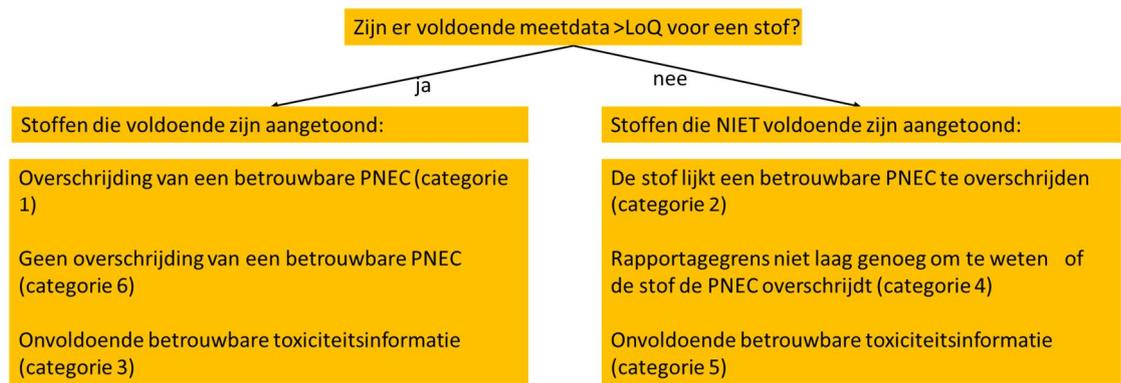 Zijn er voldoende meetdata >LoQ voor een stof?
ja
nee
Stoffen die voldoende zijn aangetoond:
Overschrijding van een betrouwbare PNEC (categorie
1)
Geen overschrijding van een betrouwbare PNEC
(categorie 6)
Onvoldoende betrouwbare toxiciteitsinformatie
(categorie 3)
Stoffen die NIET voldoende zijn aangetoond:
De stof lijkt een betrouwbare PNEC te overschrijden
(categorie 2)
Rapportagegrens niet laag genoeg om te weten of
de stof de PNEC overschrijdt (categorie 4)
Onvoldoende betrouwbare toxiciteitsinformatie
(categorie 5)